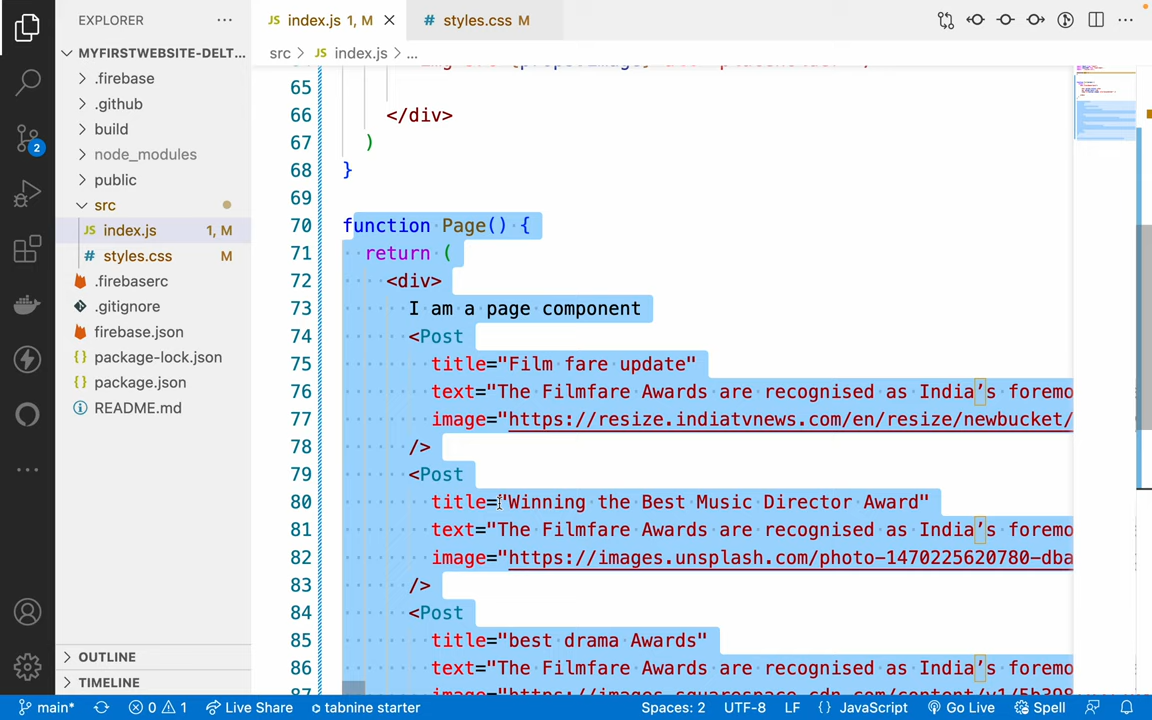 EXPLORER
index.js 1, M
styles.css M
MYFIRSTWEBSITE-DELT...
src > index.js > ...
.firebase
.github
build
node_modules
public
src
index.js 1, M
styles.css M
.firebaserc
.gitignore
firebase.json
package-lock.json
package.json
README.md
OUTLINE
TIMELINE
2
65
66 </div>
67 )
68 }
69
70 function Page() {
71 return (
72 <div>
73 I am a page component
74 <Post
75 title="Film fare update"
76 text="The Filmfare Awards are recognised as India’s foremo
77 image="https://resize.indiatvnews.com/en/resize/newbucket/
78 />
79 <Post
80 title="Winning the Best Music Director Award"
81 text="The Filmfare Awards are recognised as India’s foremo
82 image="https://images.unsplash.com/photo-1470225620780-dba
83 />
84 <Post
85 title="best drama Awards"
86 text="The Filmfare Awards are recognised as India’s foremo
main* 0 1 Live Share tabnine starter Spaces: 2 UTF-8 LF {} JavaScript Go Live Spell